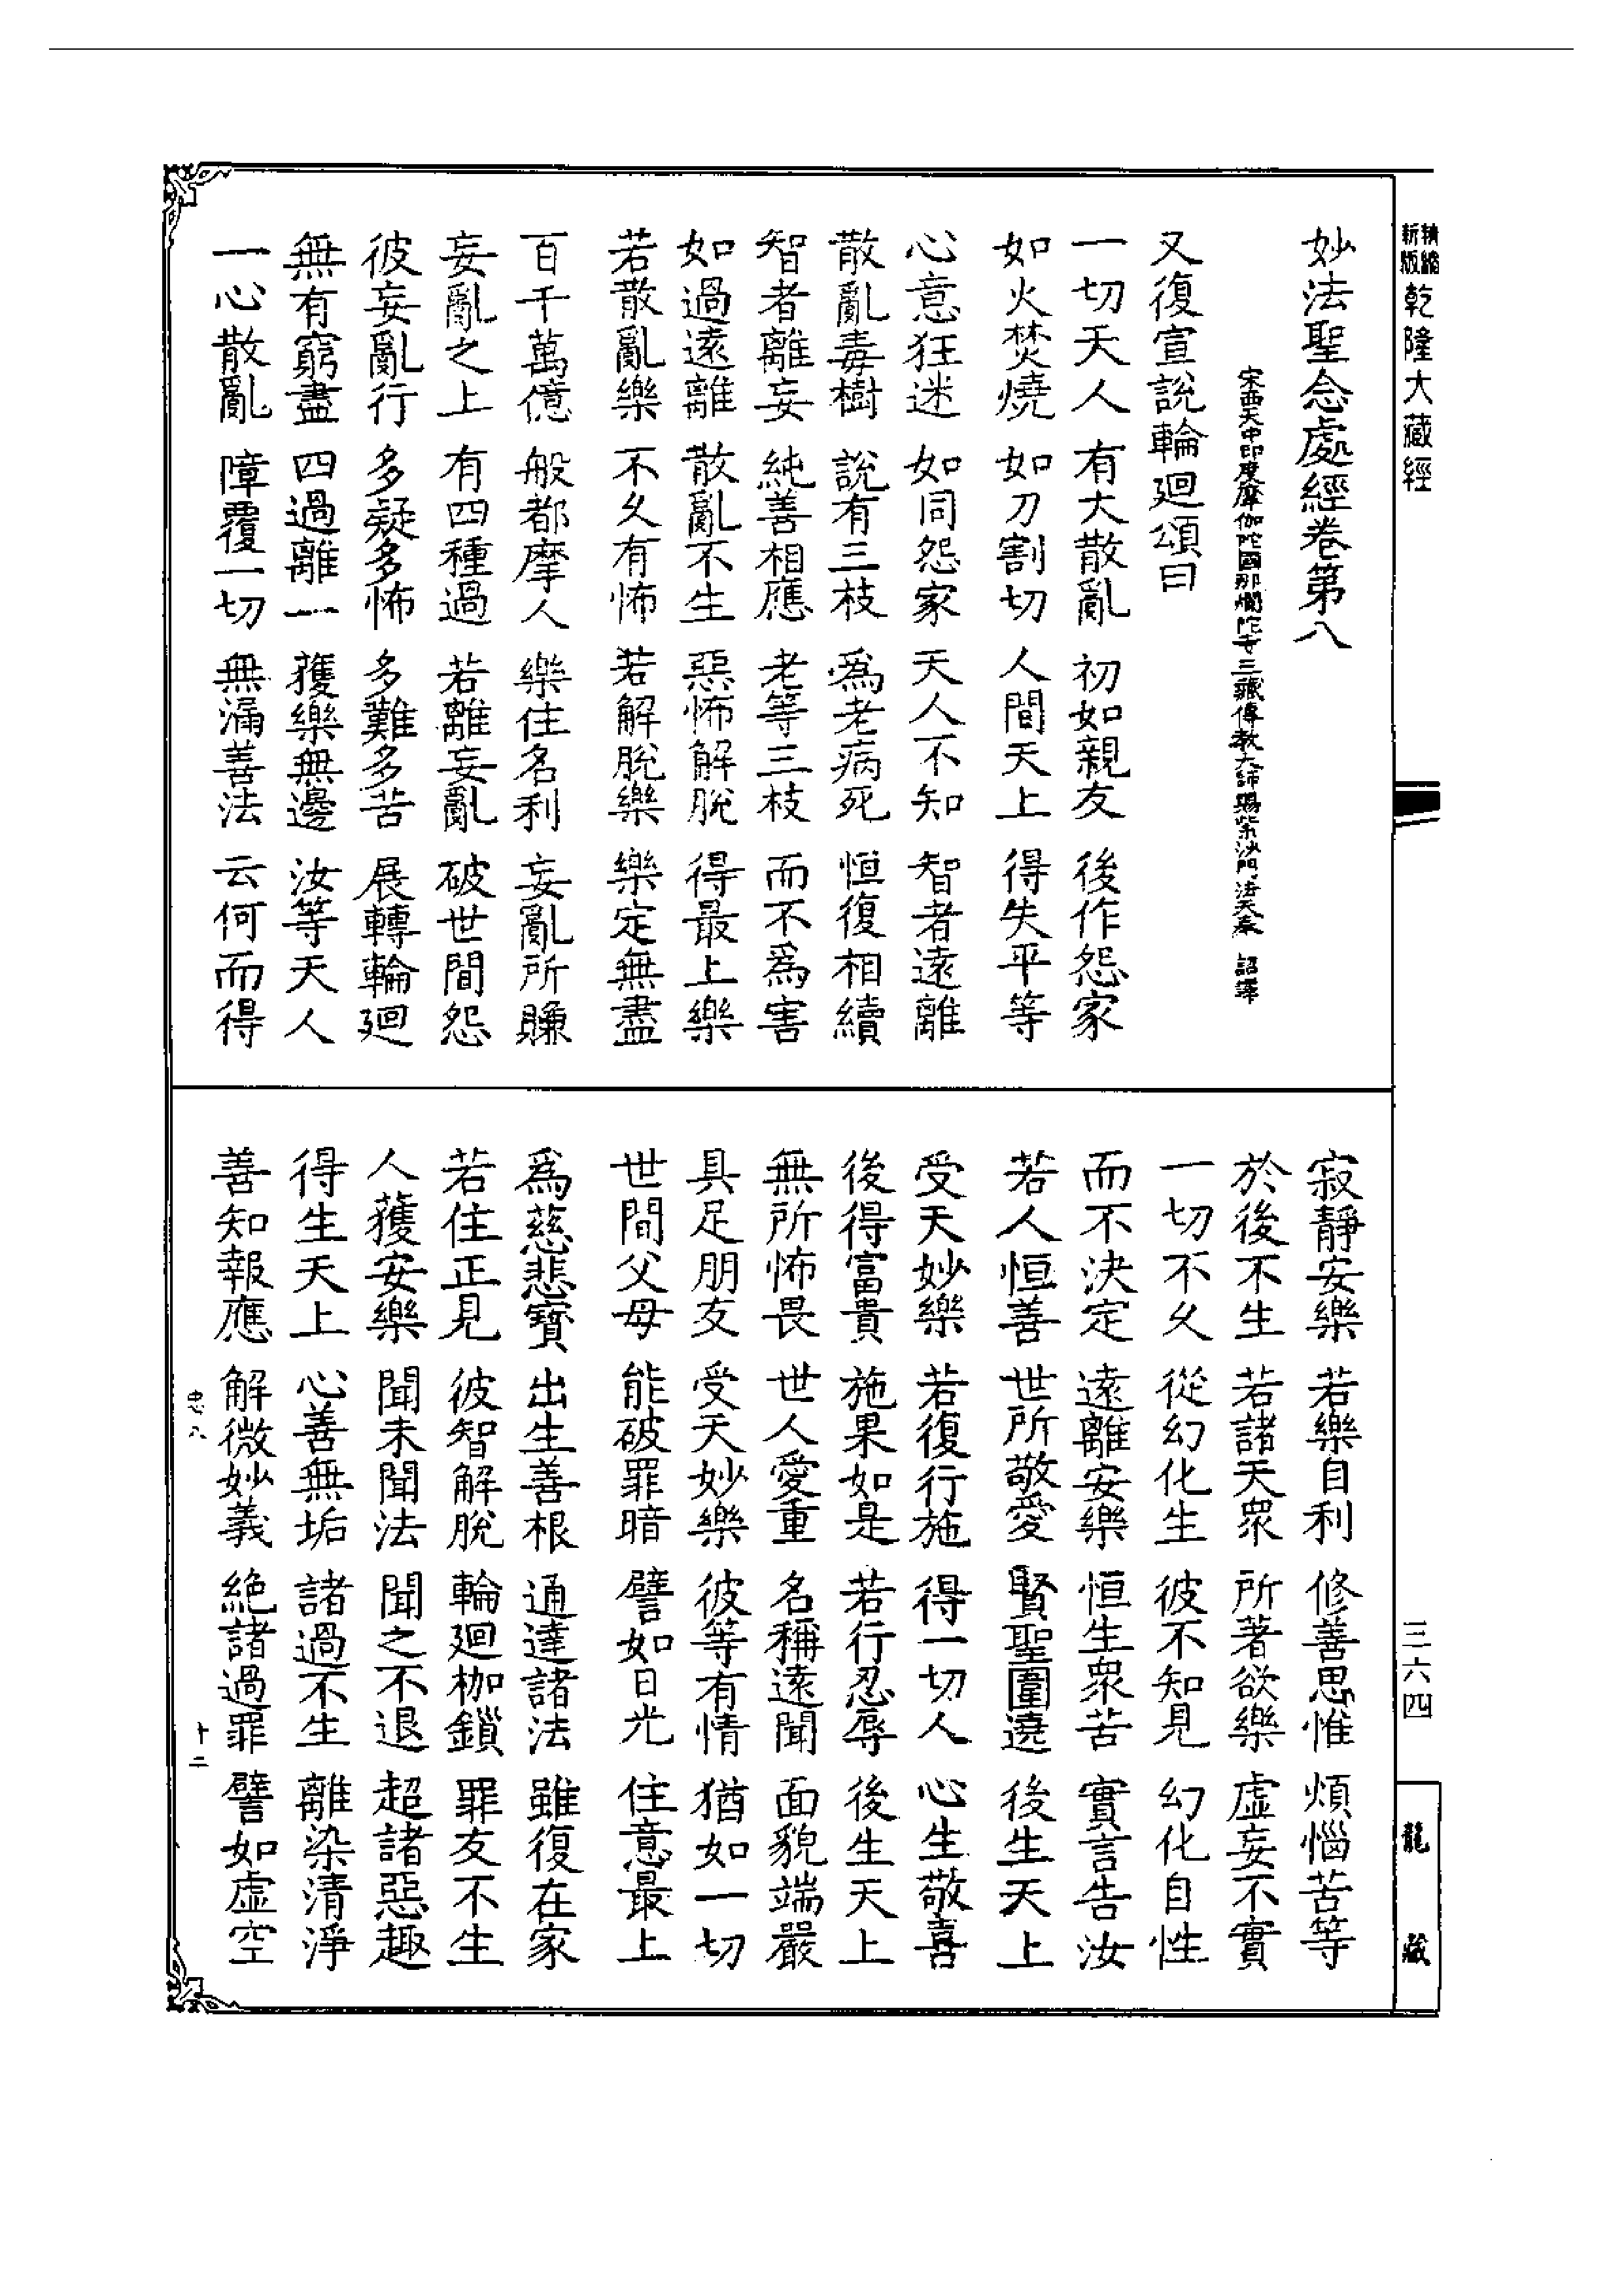 精縮新版乾隆大藏經
妙法聖念處經卷第八
宋西天中印度摩伽陀國那爛陀寺三藏傳教大師賜紫沙門法天奉 詔譯
又復宣說輪迴頌曰
一切天人 有大散亂 初如親友 後作怨家
如火焚燒 如刀割切 人間天上 得失平等
心意狂迷 如同怨家 天人不知 智者遠離
散亂毒樹 說有三枝 為老病死 恒復相續
智者離妄 純善相應 老等三枝 而不為害
如過遠離 散亂不生 惡怖解脫 得最上樂
若散亂樂 不久有怖 若解脫樂 樂定無盡
百千萬億 般都摩人 樂住名利 妄亂所賺
妄亂之上 有四種過 若離妄亂 破世間怨
彼妄亂行 多疑多怖 多難多苦 展轉輪迴
無有窮盡 四過離一 獲樂無邊 汝等天人
一心散亂 障覆一切 無漏善法 云何而得
寂靜安樂 若樂自利 修善思惟 煩惱苦等
於後不生 若諸天眾 所著欲樂 虛妄不實
一切不久 從幻化生 彼不知見 幻化自性
而不決定 遠離安樂 恒生眾苦 實言告汝
若人恒善 世所敬愛 賢聖圍遶 後生天上
受天妙樂 若復行施 得一切人 心生敬喜
後得富貴 施果如是 若行忍辱 後生天上
無所怖畏 世人愛重 名稱遠聞 面貌端嚴
具足朋友 受天妙樂 彼等有情 猶如一切
世間父母 能破罪暗 譬如日光 住意最上
為慈悲寶 出生善根 通達諸法 雖復在家
若住正見 彼智解脫 輪迴枷鎖 罪友不生
人獲安樂 聞未聞法 聞之不退 超諸惡趣
得生天上 心善無垢 諸過不生 離染清淨
善知報應 解微妙義 絶諸過罪 譬如虛空
忠八 十二
三六四
龍藏